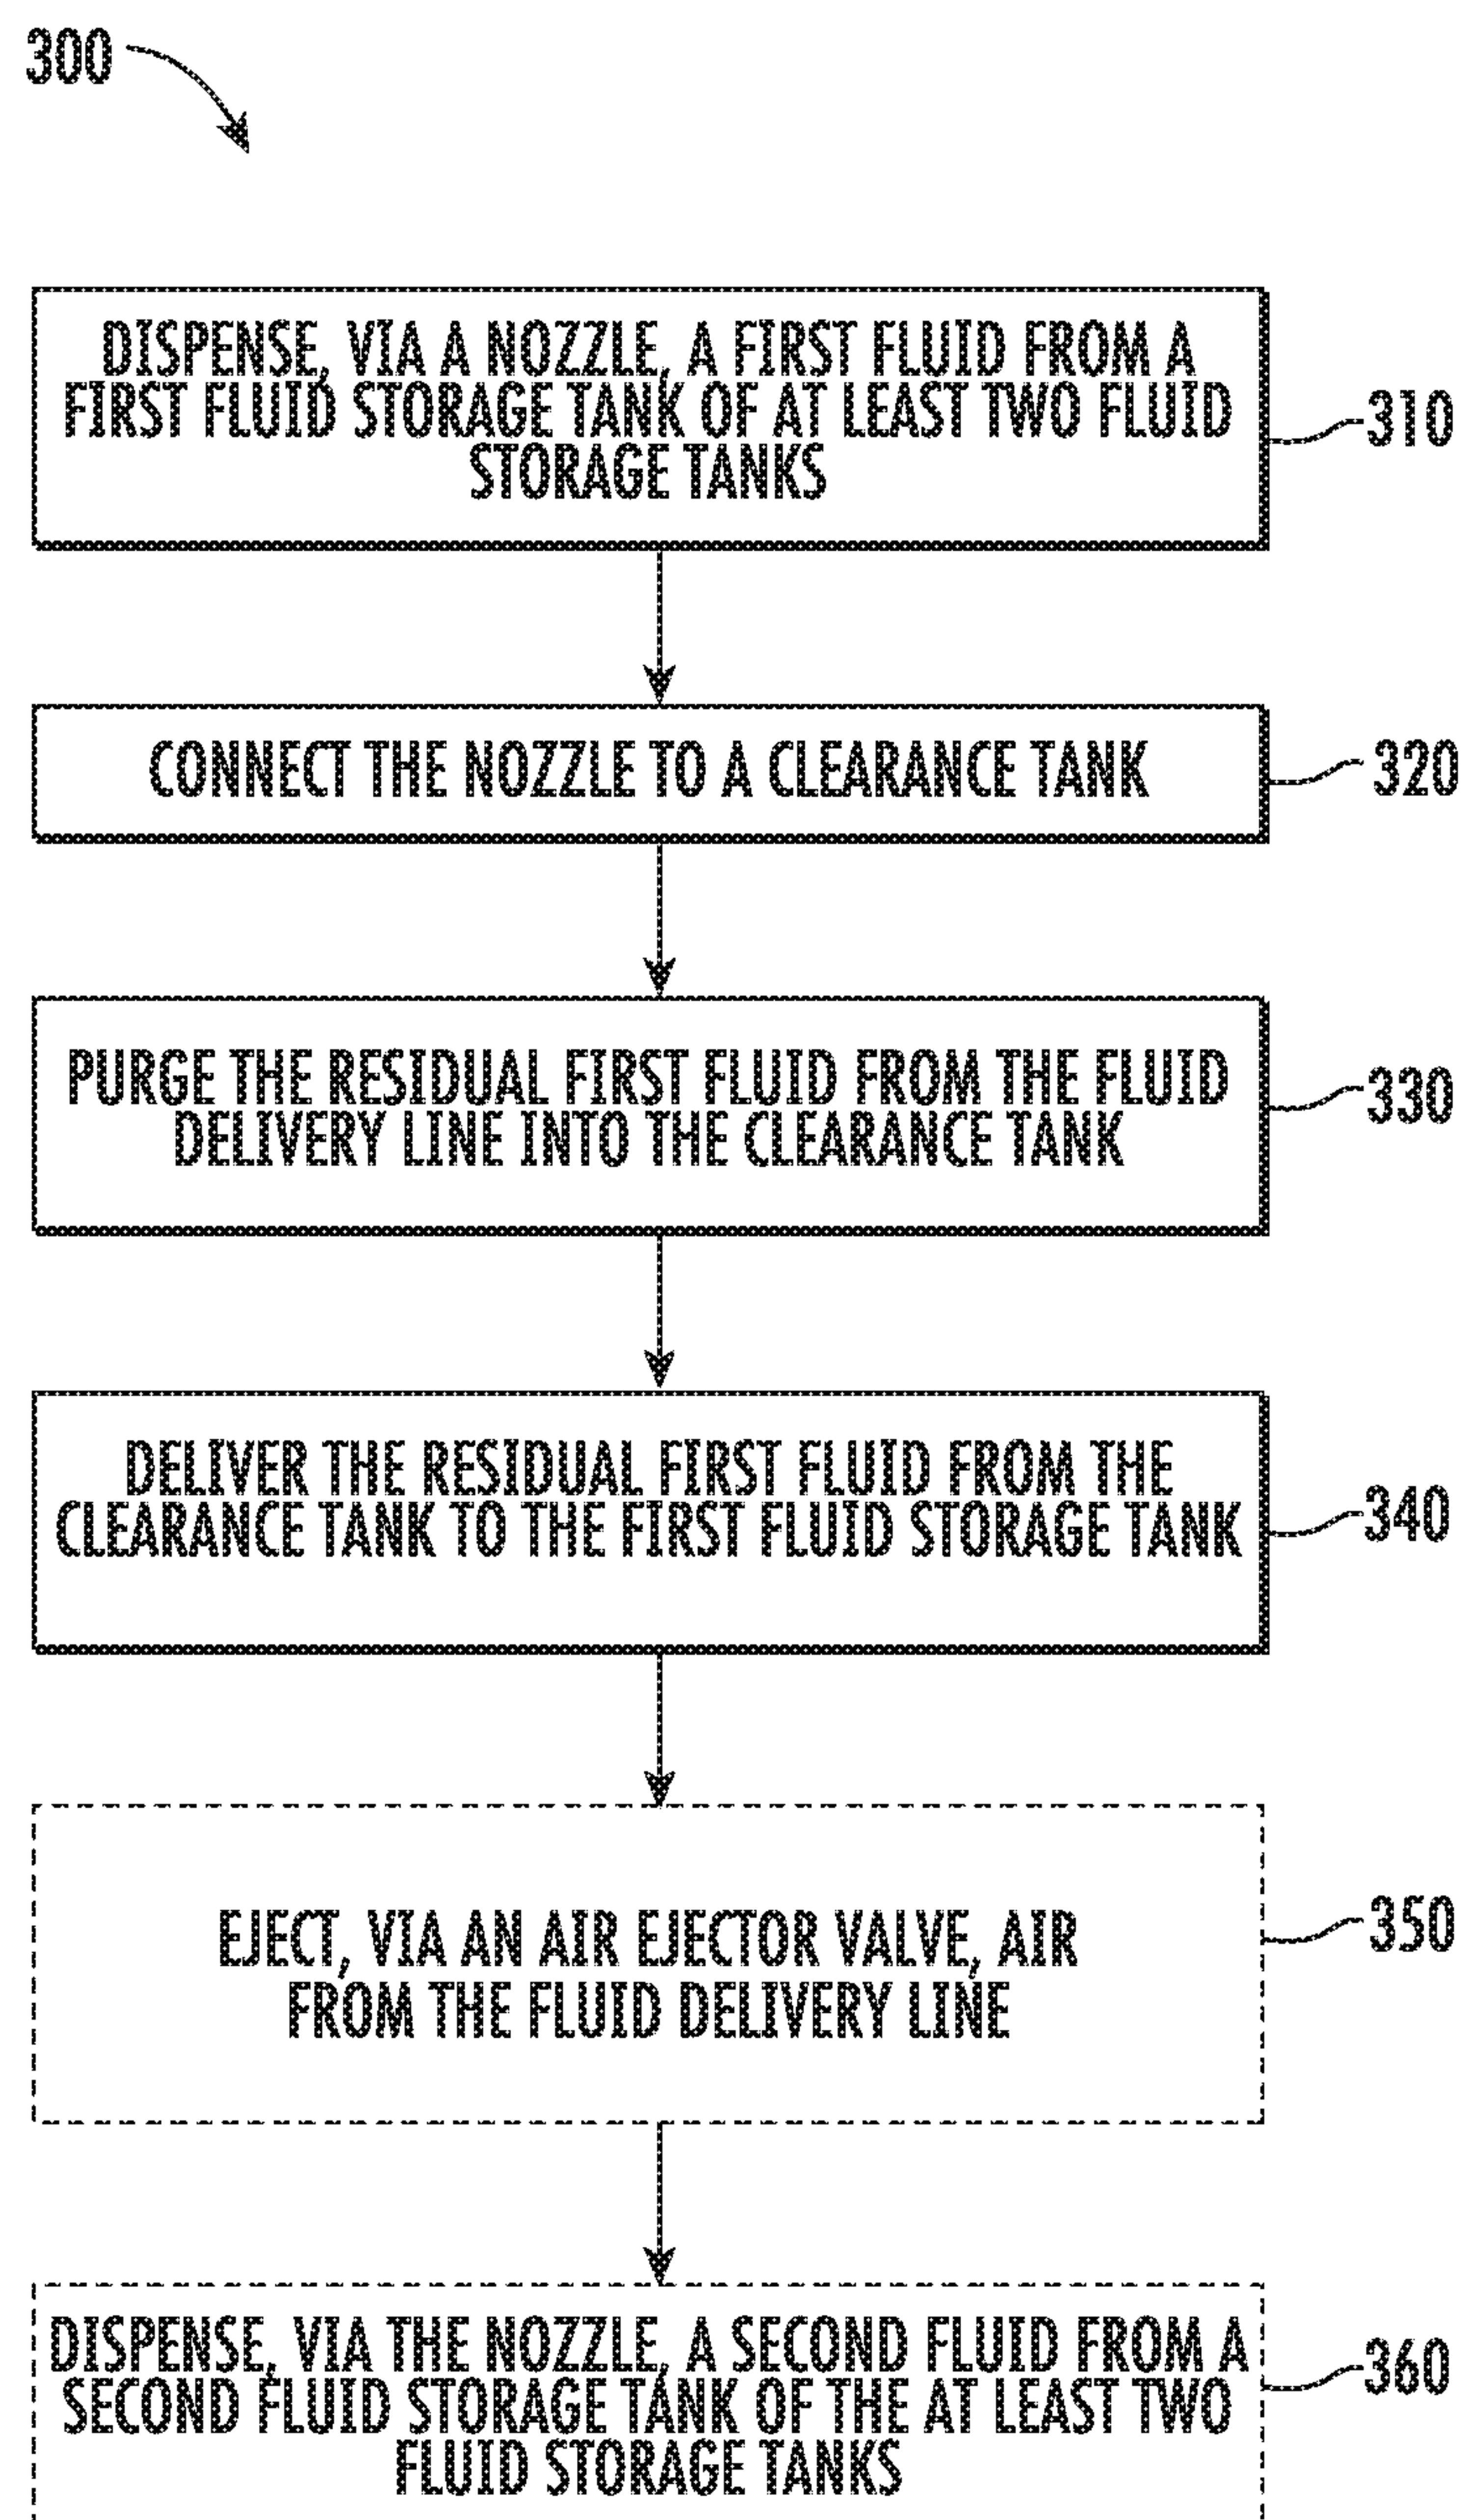 300
DISPENSE, VIA A NOZZLE, A FIRST FLUID FROM A
FIRST FLUID STORAGE TANK OF AT LEAST TWO FLUID
STORAGE TANKS
310
CONNECT THE NOZZLE TO A CLEARANCE TANK
320
PURGE THE RESIDUAL FIRST FLUID FROM THE FLUID
DELIVERY LINE INTO THE CLEARANCE TANK
330
DELIVER THE RESIDUAL FIRST FLUID FROM THE
CLEARANCE TANK TO THE FIRST FLUID STORAGE TANK
340
EJECT, VIA AN AIR EJECTOR VALVE, AIR
FROM THE FLUID DELIVERY LINE
350
DISPENSE, VIA THE NOZZLE, A SECOND FLUID FROM A
SECOND FLUID STORAGE TANK OF THE AT LEAST TWO
FLUID STORAGE TANKS
360